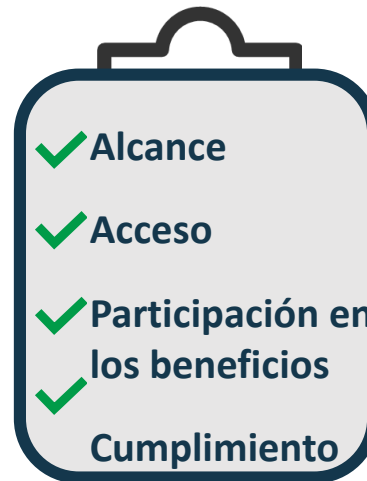 Alcance
Acceso
Participación en
los beneficios
Cumplimiento